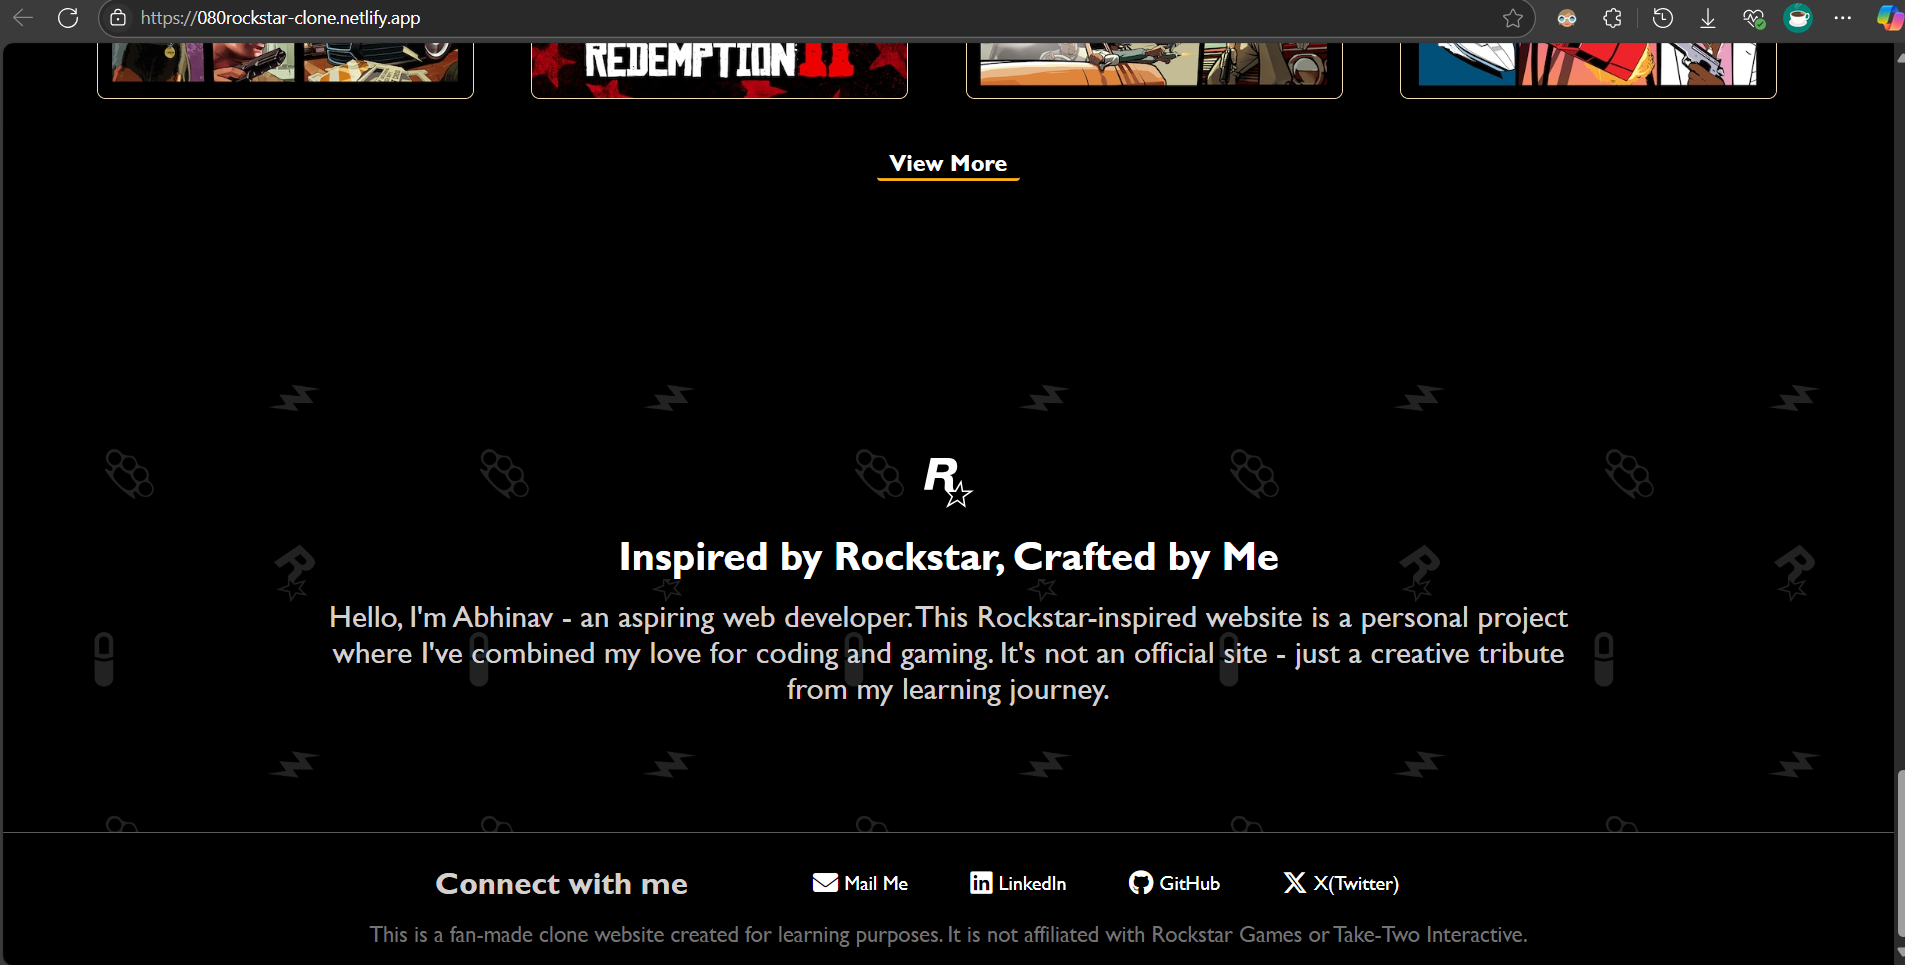 https://080rockstar-clone.netlify.app
REDEMPTION II
View More
R
Inspired by Rockstar, Crafted by Me
Hello, I'm Abhinav - an aspiring web developer.This Rockstar-inspired website is a personal project
where I've combined my love for coding and gaming. It's not an official site - just a creative tribute
from my learning journey.
Connect with me
Mail Me
LinkedIn
GitHub
X(Twitter)
This is a fan-made clone website created for learning purposes. It is not affiliated with Rockstar Games or Take-Two Interactive.